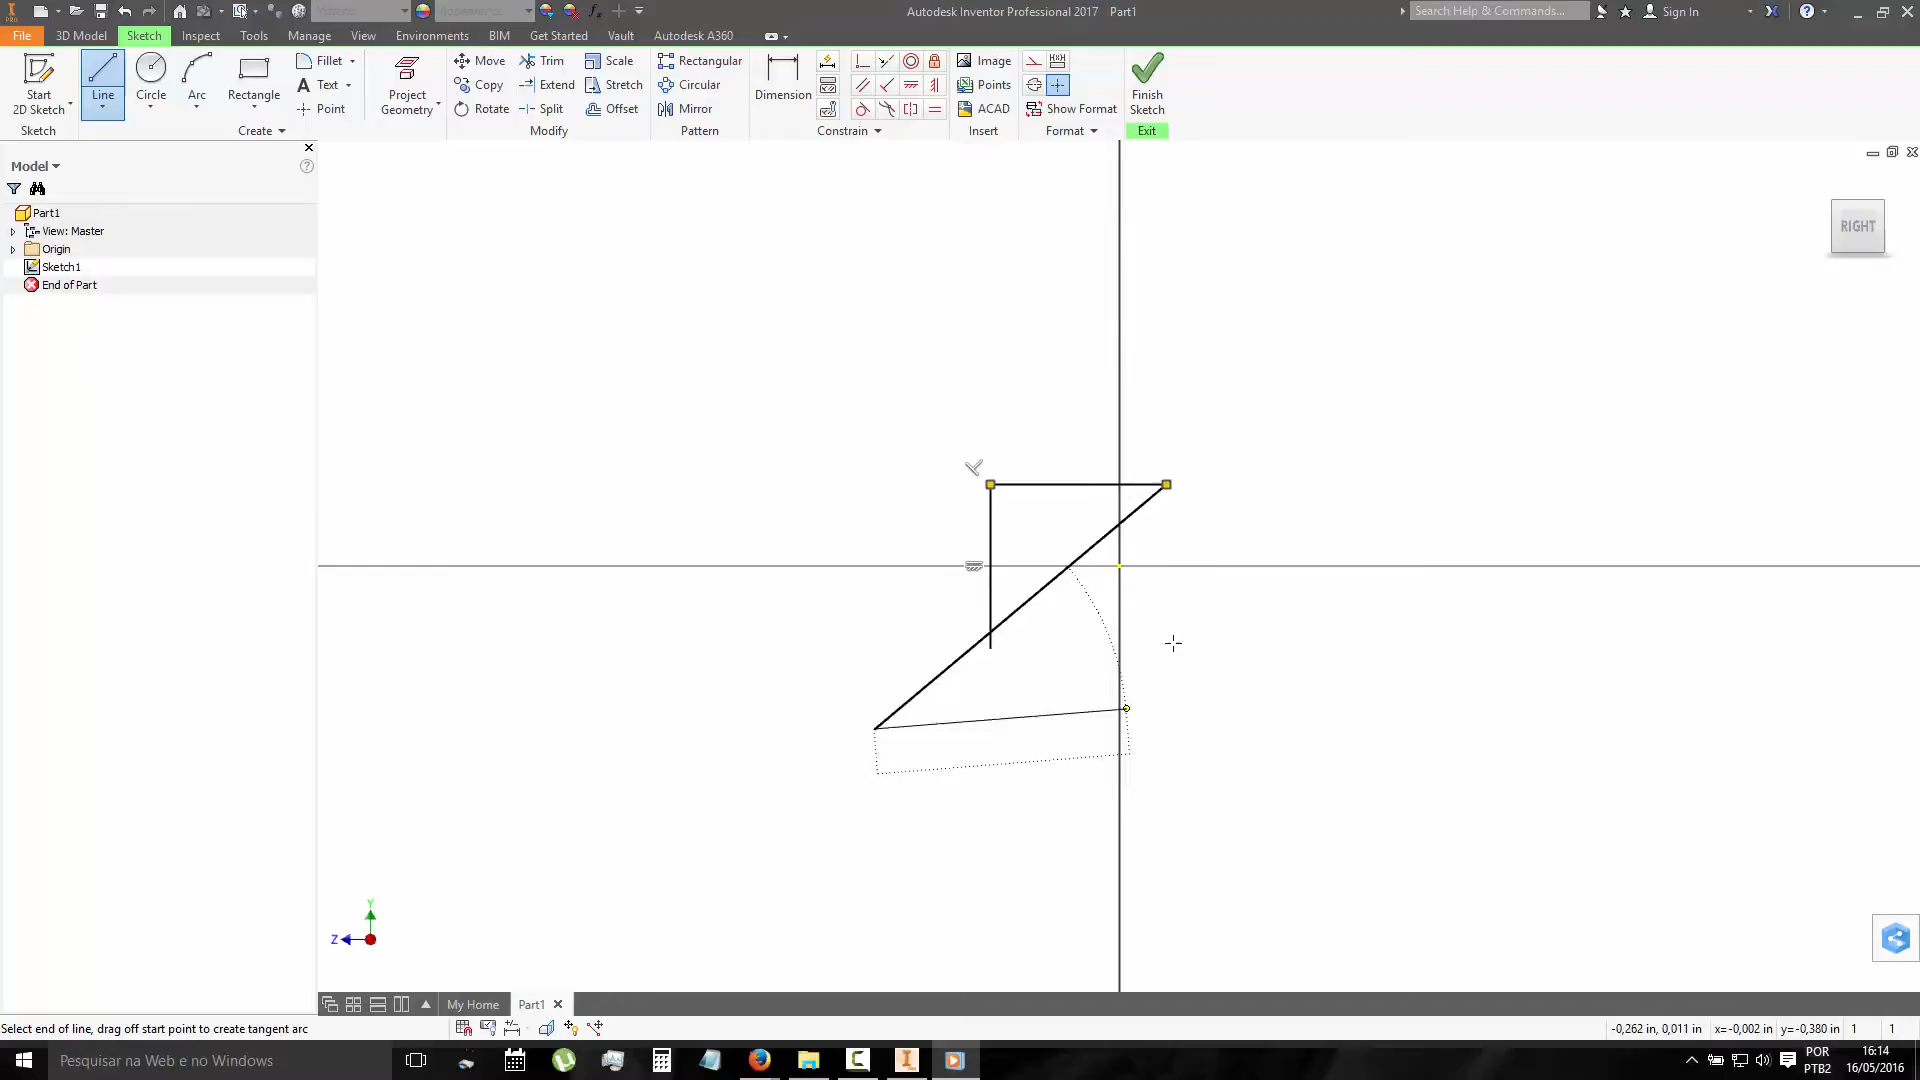 PRO
Material
Appearance
fx
Autodesk Inventor Professional 2017 Part1
Search Help & Commands...
Sign In
File
3D Model
Sketch
Inspect
Tools
Manage
View
Environments
BIM
Get Started
Vault
Autodesk A360
Start
2D Sketch
Line
Circle
Arc
Rectangle
Fillet
Text
Point
Project
Geometry
Move
Copy
Rotate
Trim
Extend
Split
Scale
Stretch
Offset
Rectangular
Circular
Mirror
Dimension
Image
Points
ACAD
Show Format
Finish
Sketch
Sketch
Create
Modify
Pattern
Constrain
Insert
Format
Exit
Model
Part1
View: Master
Origin
Sketch1
End of Part
RIGHT
Y
Z
My Home
Part1
Select end of line, drag off start point to create tangent arc
-0,262 in, 0,011 in
x=-0,002 in
y=-0,380 in
1
1
Pesquisar na Web e no Windows
POR
PTB2
16:14
16/05/2016